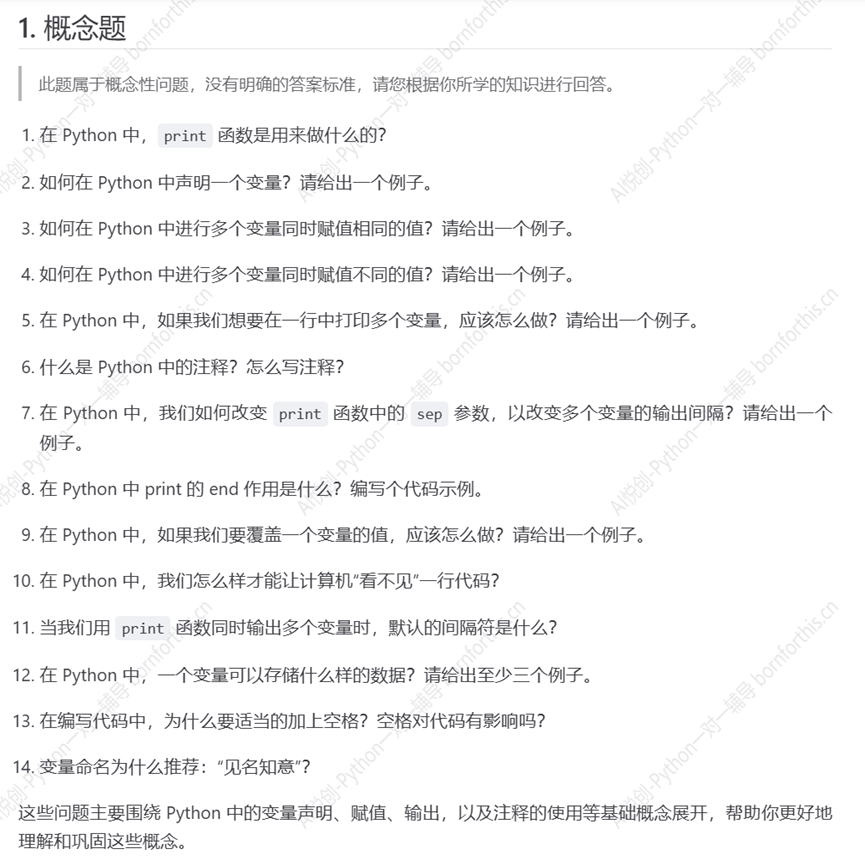 1. 概念题
此题属于概念性问题，没有明确的答案标准，请您根据你所学的知识进行回答。
1. 在 Python 中，print 函数是用来做什么的？
2. 如何在 Python 中声明一个变量？请给出一个例子。
3. 如何在 Python 中进行多个变量同时赋值相同的值？请给出一个例子。
4. 如何在 Python 中进行多个变量同时赋值不同的值？请给出一个例子。
5. 在 Python 中，如果我们想要在一行中打印多个变量，应该怎么做？请给出一个例子。
6. 什么是 Python 中的注释？怎么写注释？
7. 在 Python 中，我们如何改变 print 函数中的 sep 参数，以改变多个变量的输出间隔？请给出一个
例子。
8. 在 Python 中 print 的 end 作用是什么？编写个代码示例。
9. 在 Python 中，如果我们要覆盖一个变量的值，应该怎么做？请给出一个例子。
10. 在 Python 中，我们怎么样才能让计算机“看不见”一行代码？
11. 当我们用 print 函数同时输出多个变量时，默认的间隔符是什么？
12. 在 Python 中，一个变量可以存储什么样的数据？请给出至少三个例子。
13. 在编写代码中，为什么要适当的加上空格？空格对代码有影响吗？
14. 变量命名为什么推荐：“见名知意”？
这些问题主要围绕 Python 中的变量声明、赋值、输出，以及注释的使用等基础概念展开，帮助你更好地
理解和巩固这些概念。
AI悦创-Python一对一辅导 bornforthis.cn